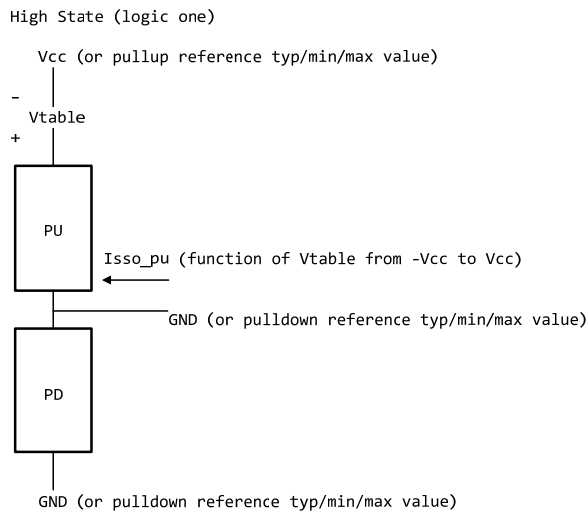 High State (logic one)
Vcc (or pullup reference typ/min/max value)
-
Vtable
+
PU
Isso_pu (function of Vtable from -Vcc to Vcc)
GND (or pulldown reference typ/min/max value)
PD
GND (or pulldown reference typ/min/max value)